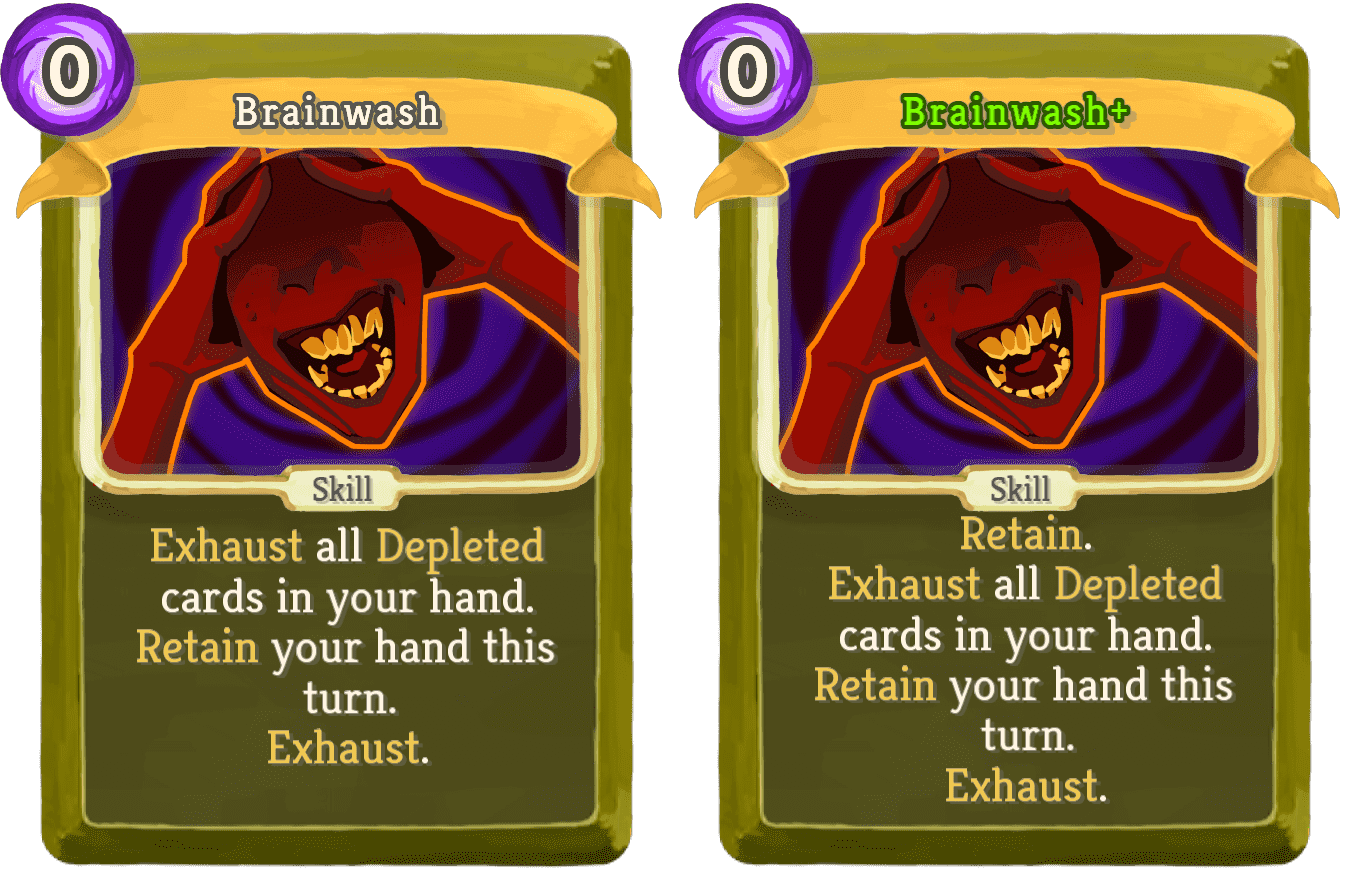 0
Brainwash
Skill
Exhaust all Depleted
cards in your hand.
Retain your hand this
turn.
Exhaust.
0
Brainwash+
Skill
Retain.
Exhaust all Depleted
cards in your hand.
Retain your hand this
turn.
Exhaust.